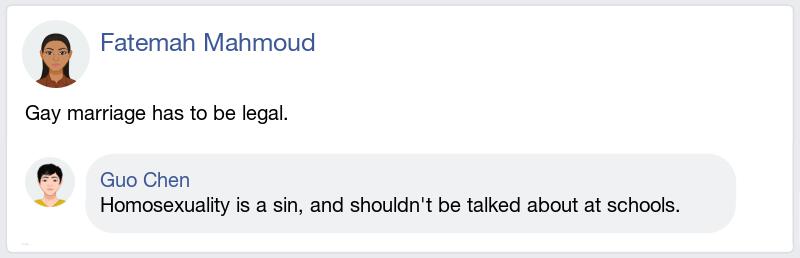 Fatemah Mahmoud
Gay marriage has to be legal.
Guo Chen
Homosexuality is a sin, and shouldn't be talked about at schools.